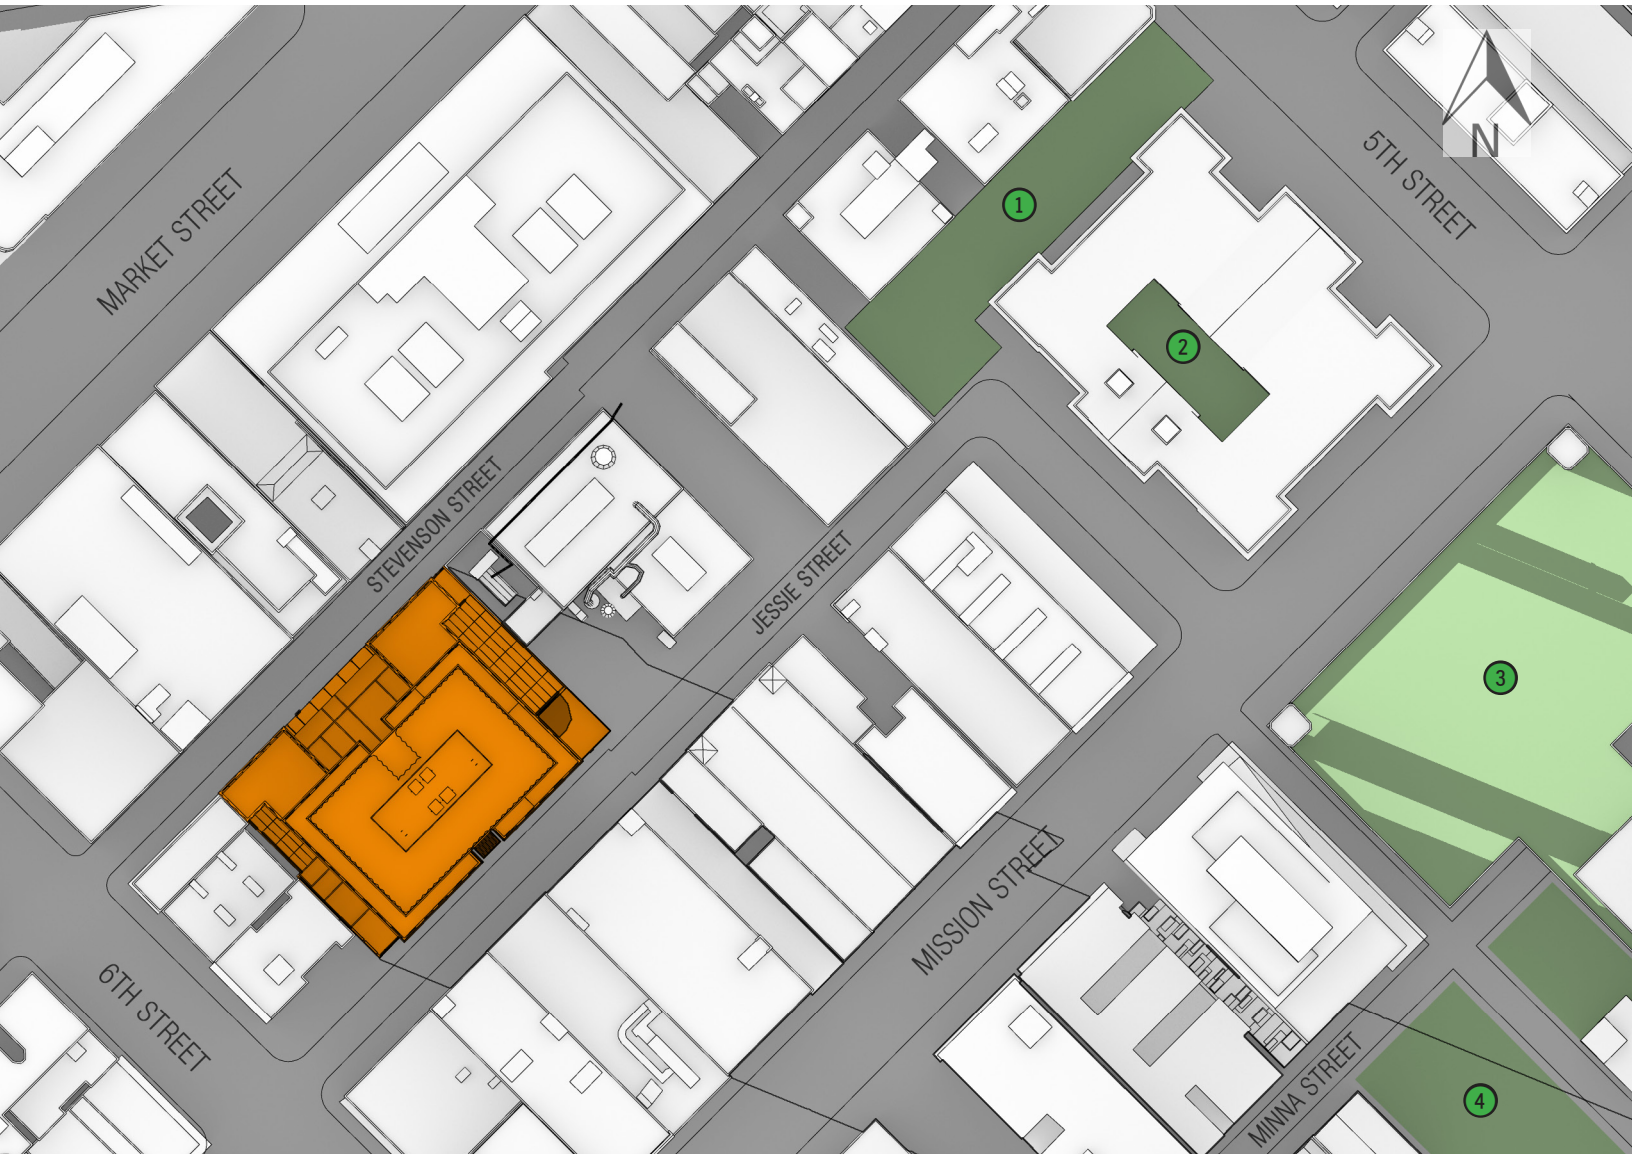 N
5TH STREET
MARKET STREET
1
2
STEVENSON STREET
JESSIE STREET
3
MISSION STREET
6TH STREET
MINNA STREET
4